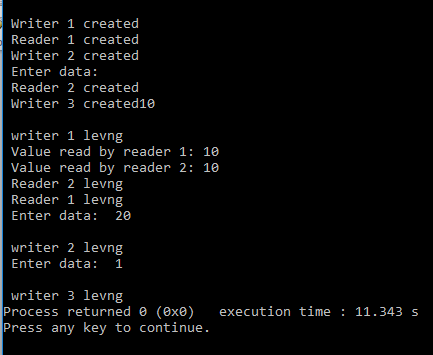 Writer 1 created
Reader 1 created
Writer 2 created
Enter data:
Reader 2 created
Writer 3 created10
writer 1 levng
Value read by reader 1: 10
Value read by reader 2: 10
Reader 2 levng
Reader 1 levng
Enter data:  20
writer 2 levng
Enter data:  1
writer 3 levng
Process returned 0 (0x0)   execution time : 11.343 s
Press any key to continue.